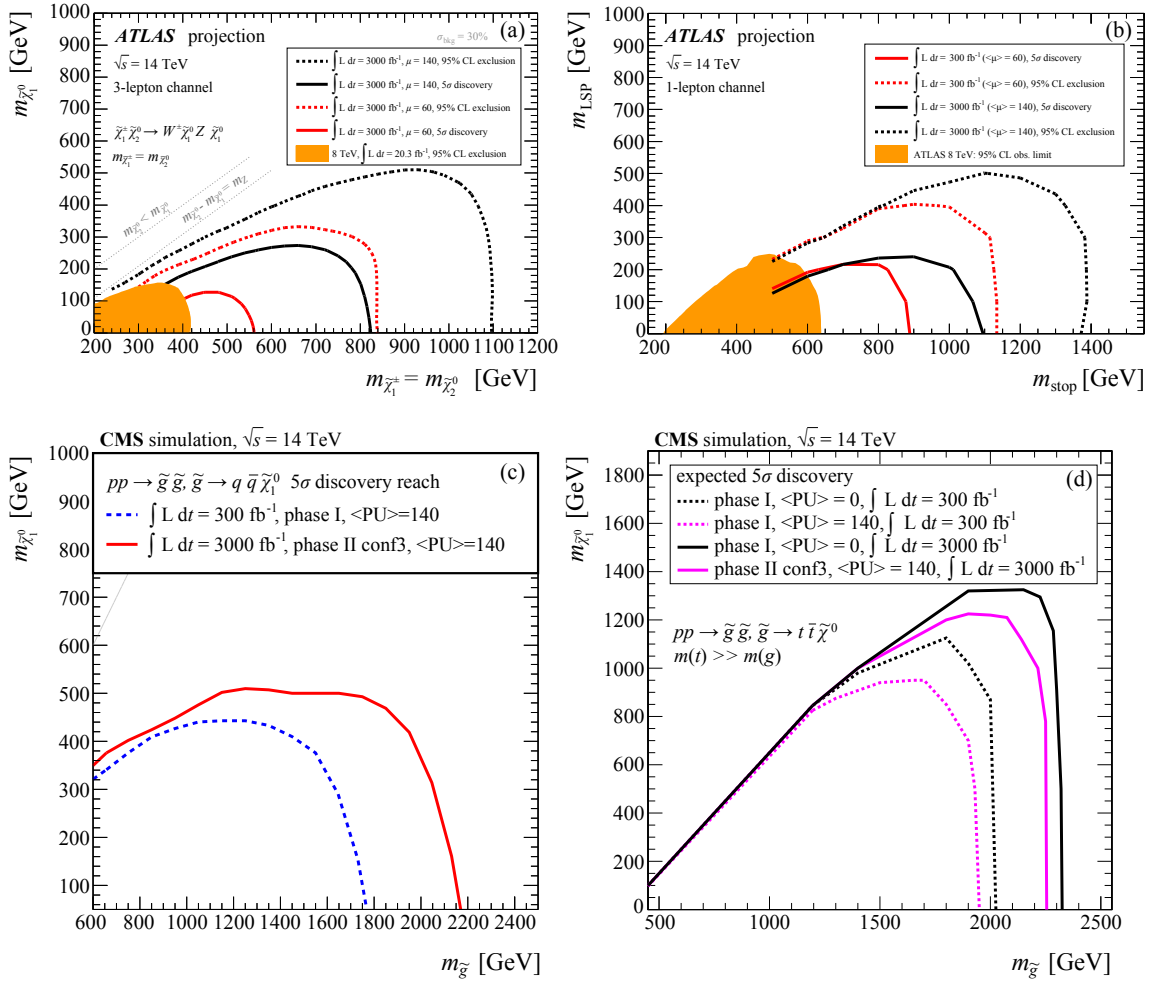 (a)
ATLAS projection
σbkg = 30%
√s = 14 TeV
3-lepton channel
χ̃₁± χ̃₂⁰ → W± χ̃₁⁰ Z χ̃₁⁰
mχ̃₁± = mχ̃₂⁰
∫ L dt = 3000 fb⁻¹, μ = 140, 95% CL exclusion
∫ L dt = 3000 fb⁻¹, μ = 140, 5σ discovery
∫ L dt = 3000 fb⁻¹, μ = 60, 95% CL exclusion
∫ L dt = 3000 fb⁻¹, μ = 60, 5σ discovery
8 TeV, ∫ L dt = 20.3 fb⁻¹, 95% CL exclusion
mχ̃₂⁰ < mχ̃₁⁰
mχ̃₂⁰ - mχ̃₁⁰ = mZ
mχ̃₁⁰ [GeV]
1000
900
800
700
600
500
400
300
200
100
0
200 300 400 500 600 700 800 900 1000 1100 1200
mχ̃₁± = mχ̃₂⁰ [GeV]
(b)
ATLAS projection
√s = 14 TeV
1-lepton channel
∫ L dt = 300 fb⁻¹ (<μ> = 60), 5σ discovery
∫ L dt = 300 fb⁻¹ (<μ> = 60), 95% CL exclusion
∫ L dt = 3000 fb⁻¹ (<μ> = 140), 5σ discovery
∫ L dt = 3000 fb⁻¹ (<μ> = 140), 95% CL exclusion
ATLAS 8 TeV: 95% CL obs. limit
mLSP [GeV]
1000
900
800
700
600
500
400
300
200
100
0
200 400 600 800 1000 1200 1400
mstop [GeV]
CMS simulation, √s = 14 TeV
(c)
pp → g̃ g̃, g̃ → q q̄ χ̃₁⁰ 5σ discovery reach
∫ L dt = 300 fb⁻¹, phase I, <PU>=140
∫ L dt = 3000 fb⁻¹, phase II conf3, <PU>=140
mχ̃₁⁰ [GeV]
1000
900
800
700
600
500
400
300
200
100
600 800 1000 1200 1400 1600 1800 2000 2200 2400
mg̃ [GeV]
CMS simulation, √s = 14 TeV
(d)
expected 5σ discovery
phase I, <PU> = 0, ∫ L dt = 300 fb⁻¹
phase I, <PU> = 140, ∫ L dt = 300 fb⁻¹
phase I, <PU> = 0, ∫ L dt = 3000 fb⁻¹
phase II conf3, <PU> = 140, ∫ L dt = 3000 fb⁻¹
pp → g̃ g̃, g̃ → t t̄ χ̃⁰
m(t) >> m(g)
mχ̃₁⁰ [GeV]
1800
1600
1400
1200
1000
800
600
400
200
0
500 1000 1500 2000 2500
mg̃ [GeV]